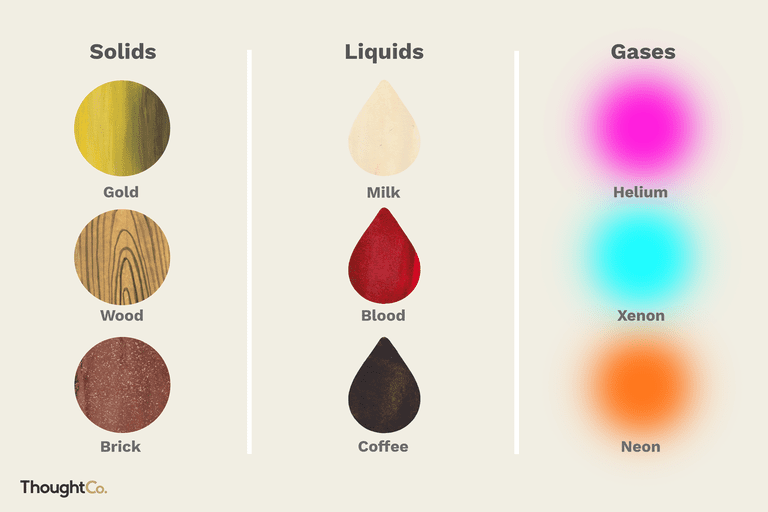 Solids
Gold
Wood
Brick
Liquids
Milk
Blood
Coffee
Gases
Helium
Xenon
Neon
ThoughtCo.